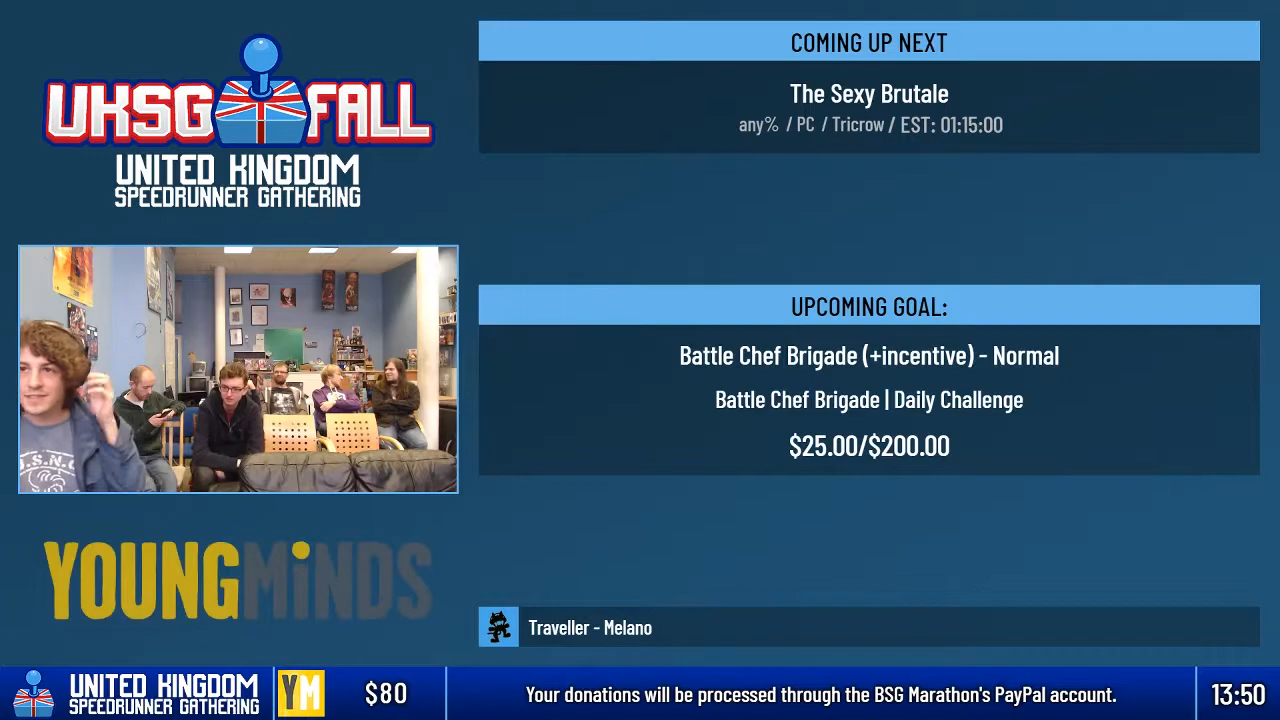 UKSG FALL
UNITED KINGDOM
SPEEDRUNNER GATHERING
COMING UP NEXT
The Sexy Brutale
any% / PC / Tricrow / EST: 01:15:00
UPCOMING GOAL:
Battle Chef Brigade (+incentive) - Normal
Battle Chef Brigade | Daily Challenge
$25.00/$200.00
YOUNGMiNDS
Traveller - Melano
UNITED KINGDOM
SPEEDRUNNER GATHERING
YM
$80
Your donations will be processed through the BSG Marathon's PayPal account.
13:50